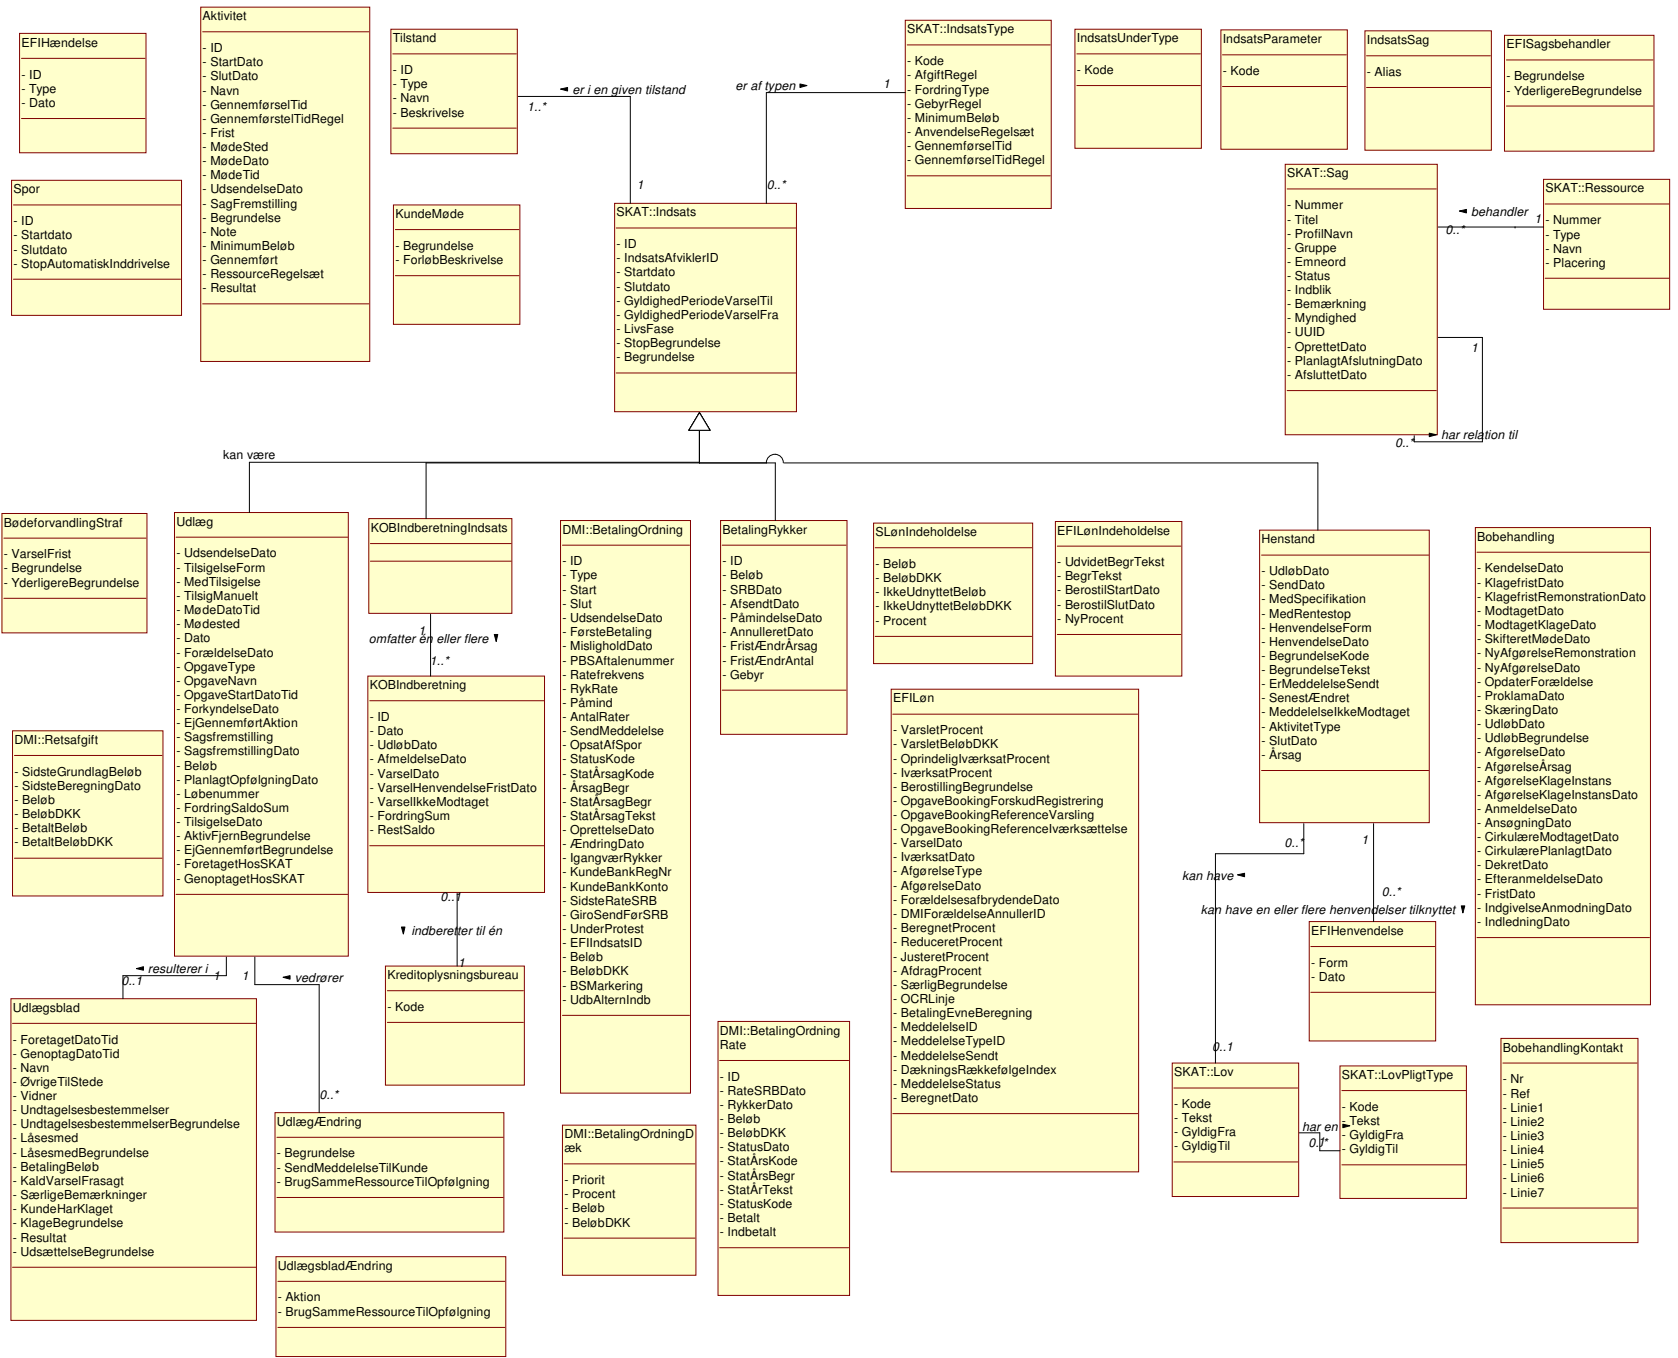 EFIHændelse
- ID
- Type
- Dato
Aktivitet
- ID
- StartDato
- SlutDato
- Navn
- GennemførselTid
- GennemførstelTidRegel
- Frist
- MødeSted
- MødeDato
- MødeTid
- UdsendelseDato
- SagFremstilling
- Begrundelse
- Note
- MinimumBeløb
- Gennemført
- RessourceRegelsæt
- Resultat
Tilstand
- ID
- Type
- Navn
- Beskrivelse
1..*
er i en given tilstand
1
er af typen
1
0..*
SKAT::IndsatsType
- Kode
- AfgiftRegel
- FordringType
- GebyrRegel
- MinimumBeløb
- AnvendelseRegelsæt
- GennemførselTid
- GennemførselTidRegel
IndsatsUnderType
- Kode
IndsatsParameter
- Kode
IndsatsSag
- Alias
EFISagsbehandler
- Begrundelse
- YderligereBegrundelse
Spor
- ID
- Startdato
- Slutdato
- StopAutomatiskInddrivelse
KundeMøde
- Begrundelse
- ForløbBeskrivelse
SKAT::Indsats
- ID
- IndsatsAfviklerID
- Startdato
- Slutdato
- GyldighedPeriodeVarselTil
- GyldighedPeriodeVarselFra
- LivsFase
- StopBegrundelse
- Begrundelse
SKAT::Sag
- Nummer
- Titel
- ProfilNavn
- Gruppe
- Emneord
- Status
- Indblik
- Bemærkning
- Myndighed
- UUID
- OprettetDato
- PlanlagtAfslutningDato
- AfsluttetDato
behandler
1
0..*
SKAT::Ressource
- Nummer
- Type
- Navn
- Placering
1
har relation til
0..*
kan være
BødeforvandlingStraf
- VarselFrist
- Begrundelse
- YderligereBegrundelse
Udlæg
- UdsendelseDato
- TilsigelseForm
- MedTilsigelse
- TilsigManuelt
- MødeDatoTid
- Mødested
- Dato
- ForældelseDato
- OpgaveType
- OpgaveNavn
- OpgaveStartDatoTid
- ForkyndelseDato
- EjGennemførtAktion
- Sagsfremstilling
- SagsfremstillingDato
- Beløb
- PlanlagtOpfølgningDato
- Løbenummer
- FordringSaldoSum
- TilsigelseDato
- AktivFjernBegrundelse
- EjGennemførtBegrundelse
- ForetagetHosSKAT
- GenoptagetHosSKAT
KOBIndberetningIndsats
1
omfatter én eller flere
1..*
KOBIndberetning
- ID
- Dato
- UdløbDato
- AfmeldelseDato
- VarselDato
- VarselHenvendelseFristDato
- VarselIkkeModtaget
- FordringSum
- RestSaldo
0..1
indberetter til én
1
Kreditoplysningsbureau
- Kode
DMI::BetalingOrdning
- ID
- Type
- Start
- Slut
- UdsendelseDato
- FørsteBetaling
- MisligholdDato
- PBSAftalenummer
- Ratefrekvens
- RykRate
- Påmind
- AntalRater
- SendMeddelelse
- OpsatAfSpor
- StatusKode
- StatÅrsagKode
- ÅrsagBegr
- StatÅrsagBegr
- StatÅrsagTekst
- OprettelseDato
- ÆndringDato
- IgangværRykker
- KundeBankRegNr
- KundeBankKonto
- SidsteRateSRB
- GiroSendFørSRB
- UnderProtest
- EFIIndsatsID
- Beløb
- BeløbDKK
- BSMarkering
- UdbAlternIndb
BetalingRykker
- ID
- Beløb
- SRBDato
- AfsendtDato
- PåmindelseDato
- AnnulleretDato
- FristÆndrÅrsag
- FristÆndrAntal
- Gebyr
SLønIndeholdelse
- Beløb
- BeløbDKK
- IkkeUdnyttetBeløb
- IkkeUdnyttetBeløbDKK
- Procent
EFILønIndeholdelse
- UdvidetBegrTekst
- BegrTekst
- BerostilStartDato
- BerostilSlutDato
- NyProcent
Henstand
- UdløbDato
- SendDato
- MedSpecifikation
- MedRentestop
- HenvendelseForm
- HenvendelseDato
- BegrundelseKode
- BegrundelseTekst
- ErMeddelelseSendt
- SenestÆndret
- MeddelelseIkkeModtaget
- AktivitetType
- SlutDato
- Årsag
Bobehandling
- KendelseDato
- KlagefristDato
- KlagefristRemonstrationDato
- ModtagetDato
- ModtagetKlageDato
- SkifteretMødeDato
- NyAfgørelseRemonstration
- NyAfgørelseDato
- OpdaterForældelse
- ProklamaDato
- SkæringDato
- UdløbDato
- UdløbBegrundelse
- AfgørelseDato
- AfgørelseÅrsag
- AfgørelseKlageInstans
- AfgørelseKlageInstansDato
- AnmeldelseDato
- AnsøgningDato
- CirkulæreModtagetDato
- CirkulærePlanlagtDato
- DekretDato
- EfteranmeldelseDato
- FristDato
- IndgivelseAnmodningDato
- IndledningDato
DMI::Retsafgift
- SidsteGrundlagBeløb
- SidsteBeregningDato
- Beløb
- BeløbDKK
- BetaltBeløb
- BetaltBeløbDKK
EFILøn
- VarsletProcent
- VarsletBeløbDKK
- OprindeligIværksatProcent
- IværksatProcent
- BerostillingBegrundelse
- OpgaveBookingForskudRegistrering
- OpgaveBookingReferenceVarsling
- OpgaveBookingReferenceIværksættelse
- VarselDato
- IværksatDato
- AfgørelseType
- AfgørelseDato
- ForældelsesafbrydendeDato
- DMIForældelseAnnullerID
- BeregnetProcent
- ReduceretProcent
- JusteretProcent
- AfdragProcent
- SærligBegrundelse
- OCRLinje
- BetalingEvneBeregning
- MeddelelseID
- MeddelelseTypeID
- MeddelelseSendt
- DækningsRækkefølgeIndex
- MeddelelseStatus
- BeregnetDato
0..*
kan have
0..1
1
0..*
kan have en eller flere henvendelser tilknyttet
EFIHenvendelse
- Form
- Dato
resulterer i
0..1
1
1
vedrører
0..*
Udlægsblad
- ForetagetDatoTid
- GenoptagDatoTid
- Navn
- ØvrigeTilStede
- Vidner
- Undtagelsesbestemmelser
- UndtagelsesbestemmelserBegrundelse
- Låsesmed
- LåsesmedBegrundelse
- BetalingBeløb
- KaldVarselFrasagt
- SærligeBemærkninger
- KundeHarKlaget
- KlageBegrundelse
- Resultat
- UdsættelseBegrundelse
UdlægÆndring
- Begrundelse
- SendMeddelelseTilKunde
- BrugSammeRessourceTilOpfølgning
UdlægsbladÆndring
- Aktion
- BrugSammeRessourceTilOpfølgning
DMI::BetalingOrdningD
æk
- Priorit
- Procent
- Beløb
- BeløbDKK
DMI::BetalingOrdning
Rate
- ID
- RateSRBDato
- RykkerDato
- Beløb
- BeløbDKK
- StatusDato
- StatÅrsKode
- StatÅrsBegr
- StatÅrTekst
- StatusKode
- Betalt
- Indbetalt
SKAT::Lov
- Kode
- Tekst
- GyldigFra
- GyldigTil
har en
SKAT::LovPligtType
- Kode
- Tekst
- GyldigFra
- GyldigTil
BobehandlingKontakt
- Nr
- Ref
- Linie1
- Linie2
- Linie3
- Linie4
- Linie5
- Linie6
- Linie7